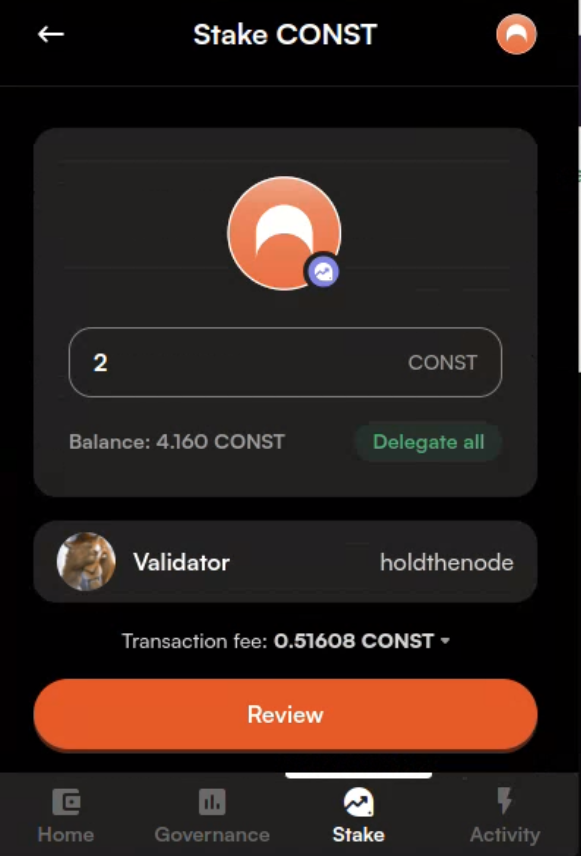 Stake CONST
2 CONST
Balance: 4.160 CONST Delegate all
Validator holdthenode
Transaction fee: 0.51608 CONST
Review
Home Governance Stake Activity